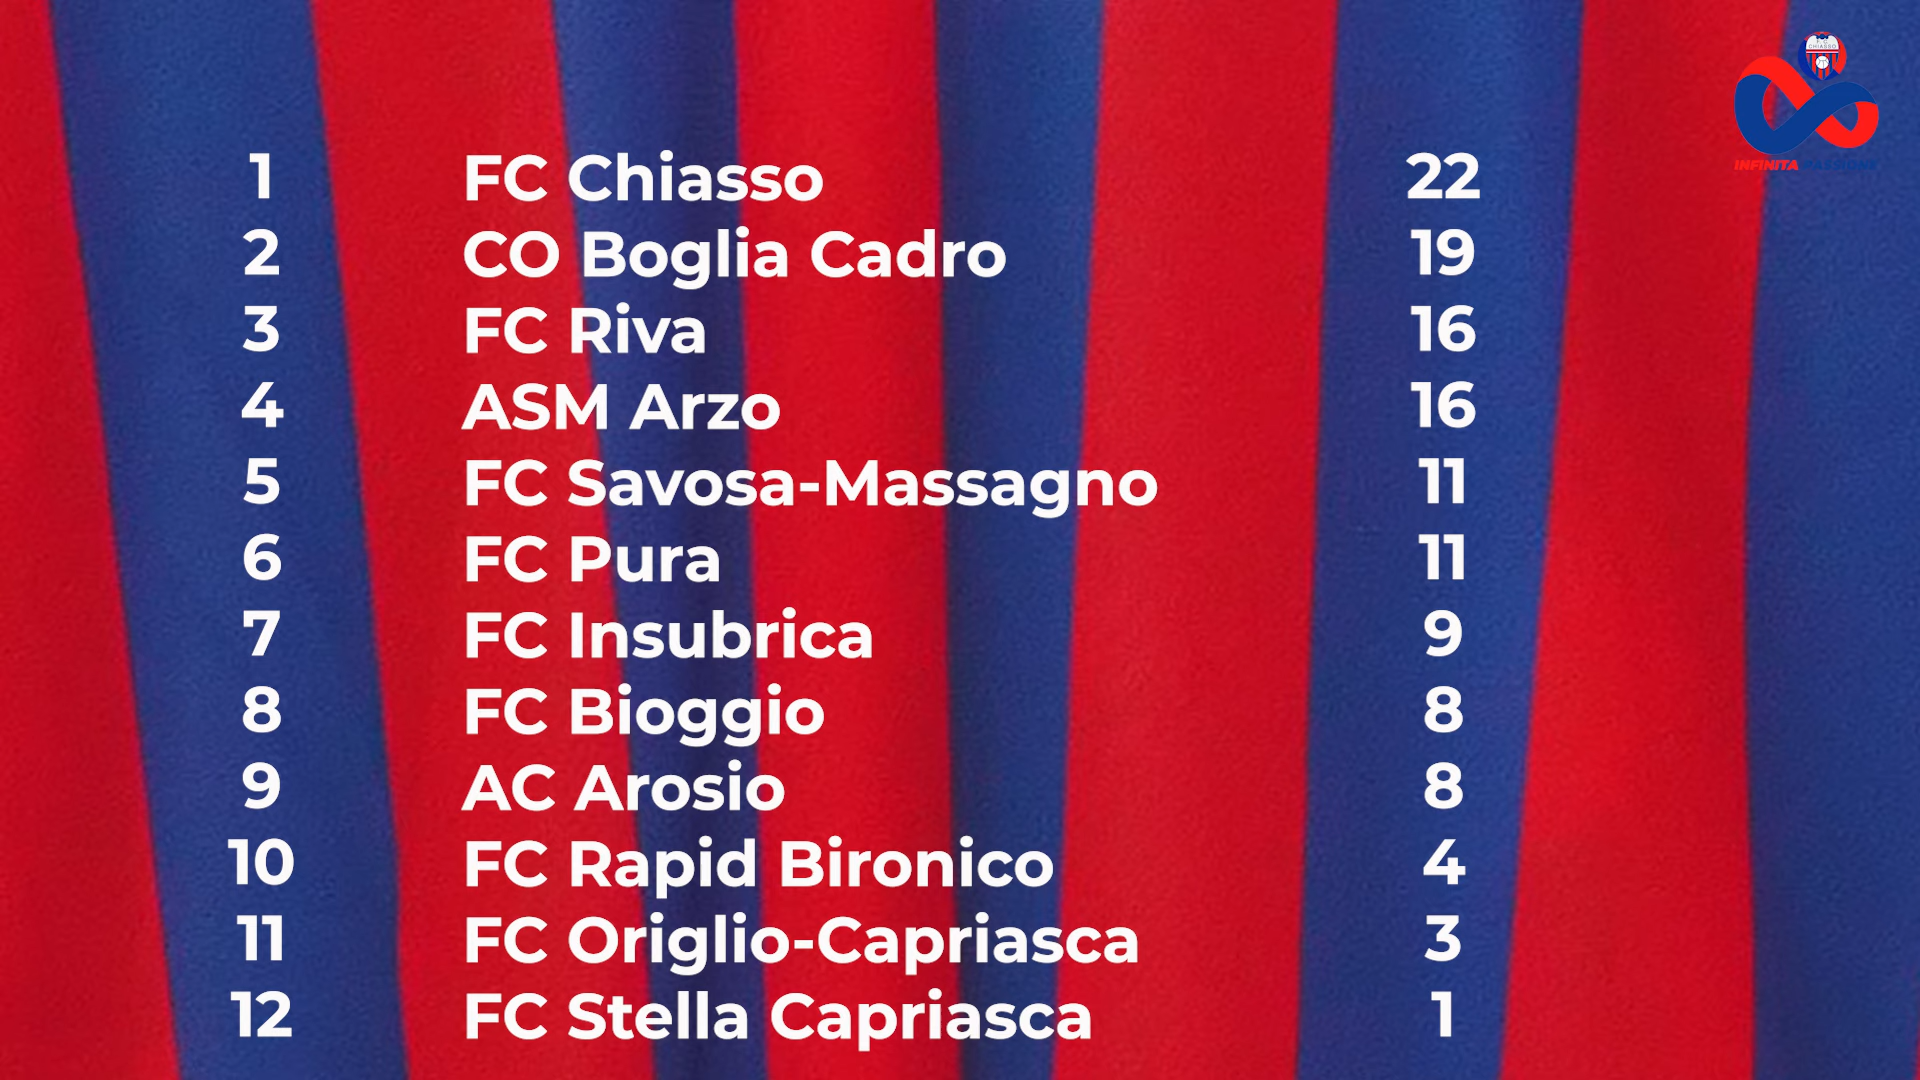 CHIASSO
INFINITA PASSIONE
1 FC Chiasso 22
2 CO Boglia Cadro 19
3 FC Riva 16
4 ASM Arzo 16
5 FC Savosa-Massagno 11
6 FC Pura 11
7 FC Insubrica 9
8 FC Bioggio 8
9 AC Arosio 8
10 FC Rapid Bironico 4
11 FC Origlio-Capriasca 3
12 FC Stella Capriasca 1